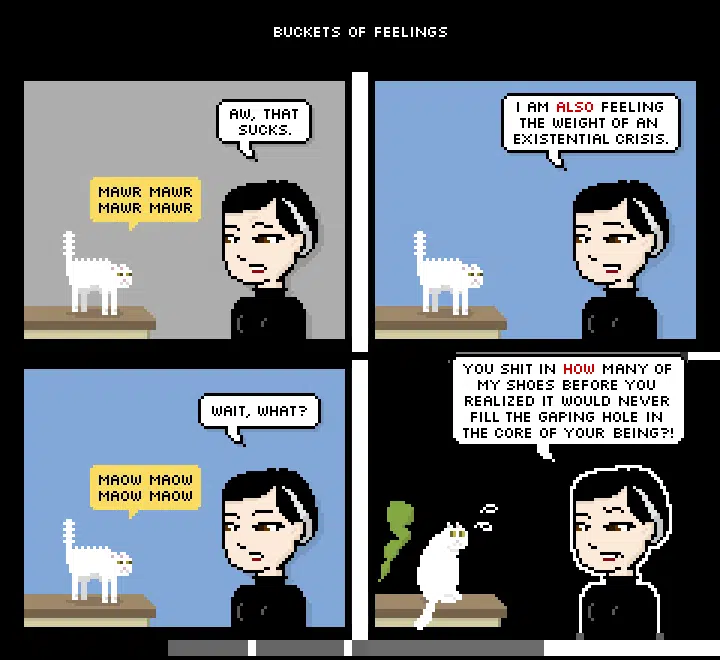 BUCKETS OF FEELINGS
AW, THAT
SUCKS.
MAWR MAWR
MAWR MAWR
I AM ALSO FEELING
THE WEIGHT OF AN
EXISTENTIAL CRISIS.
WAIT, WHAT?
MAOW MAOW
MAOW MAOW
YOU SHIT IN HOW MANY OF
MY SHOES BEFORE YOU
REALIZED IT WOULD NEVER
FILL THE GAPING HOLE IN
THE CORE OF YOUR BEING?!